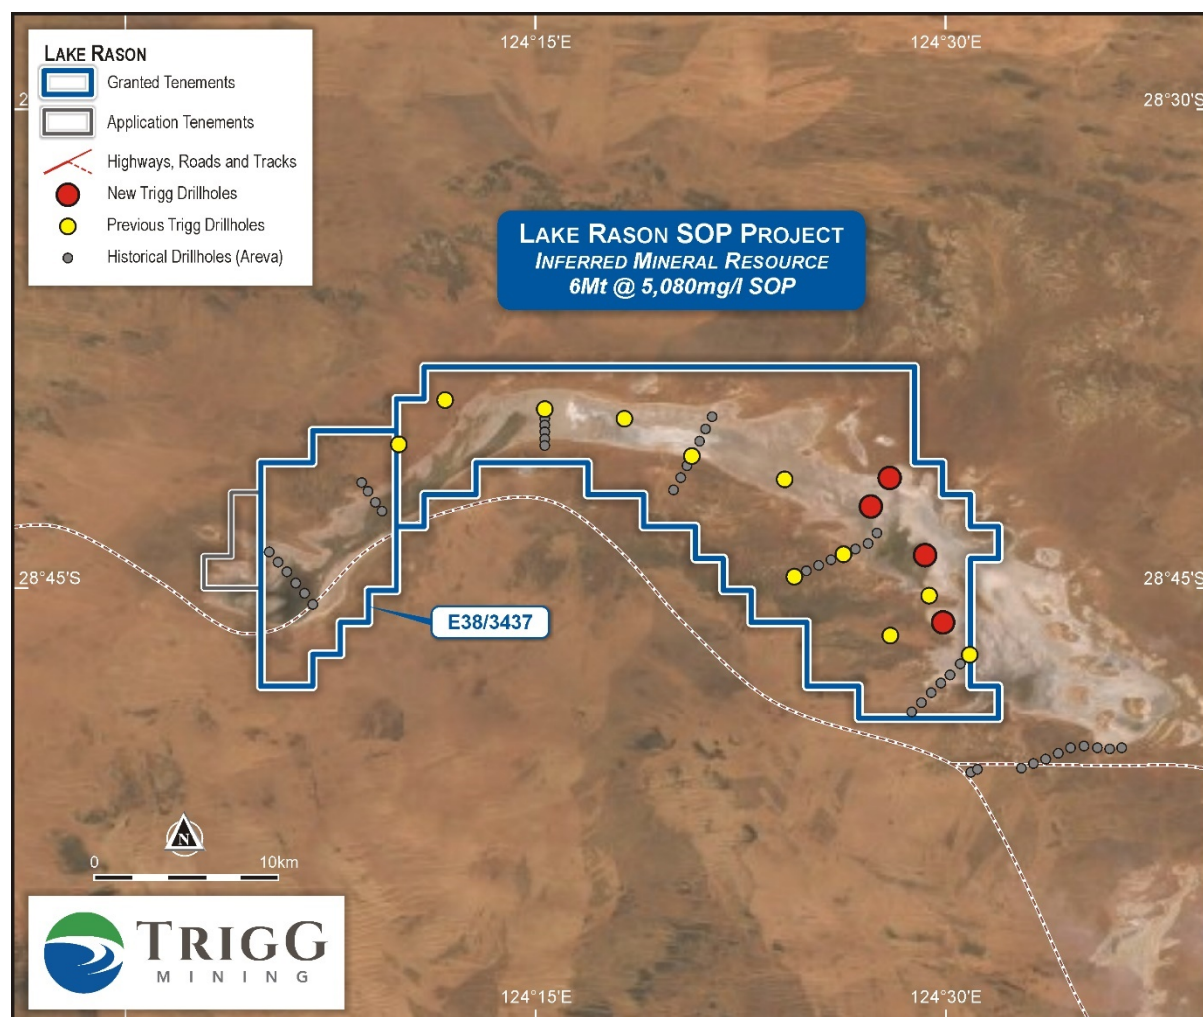 124°15'E
124°30'E
LAKE RASON
Granted Tenements
Application Tenements
Highways, Roads and Tracks
New Trigg Drillholes
Previous Trigg Drillholes
Historical Drillholes (Areva)
2
28°30'S
LAKE RASON SOP PROJECT
INFERRED MINERAL RESOURCE
6Mt @ 5,080mg/l SOP
28°45'S
28°45'S
E38/3437
N
0
10km
TRIGG
MINING
124°15'E
124°30'E